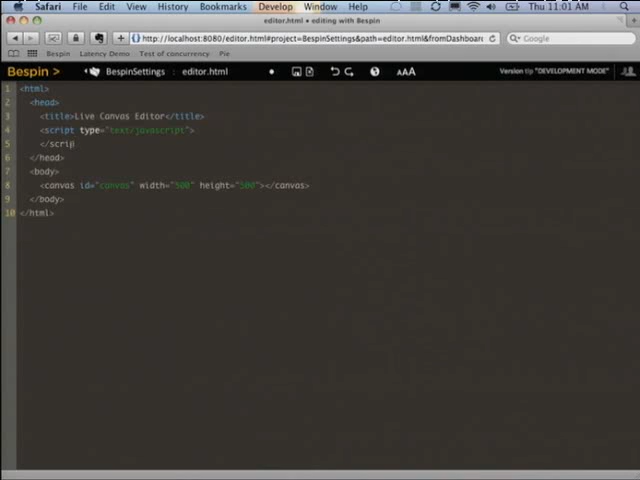 Safari File Edit View History Bookmarks Develop Window Help Thu 11:01 AM
editor.html • editing with Bespin
http://localhost:8080/editor.html#project=BespinSettings&path=editor.html&fromDashboard Google
Bespin Latency Demo Test of concurrency Pie
Bespin > BespinSettings : editor.html AAA Version tip "DEVELOPMENT MODE"
1 <html>
2 <head>
3 <title>Live Canvas Editor</title>
4 <script type="text/javascript">
5 </scrip
6 </head>
7 <body>
8 <canvas id="canvas" width="500" height="500"></canvas>
9 </body>
10 </html>